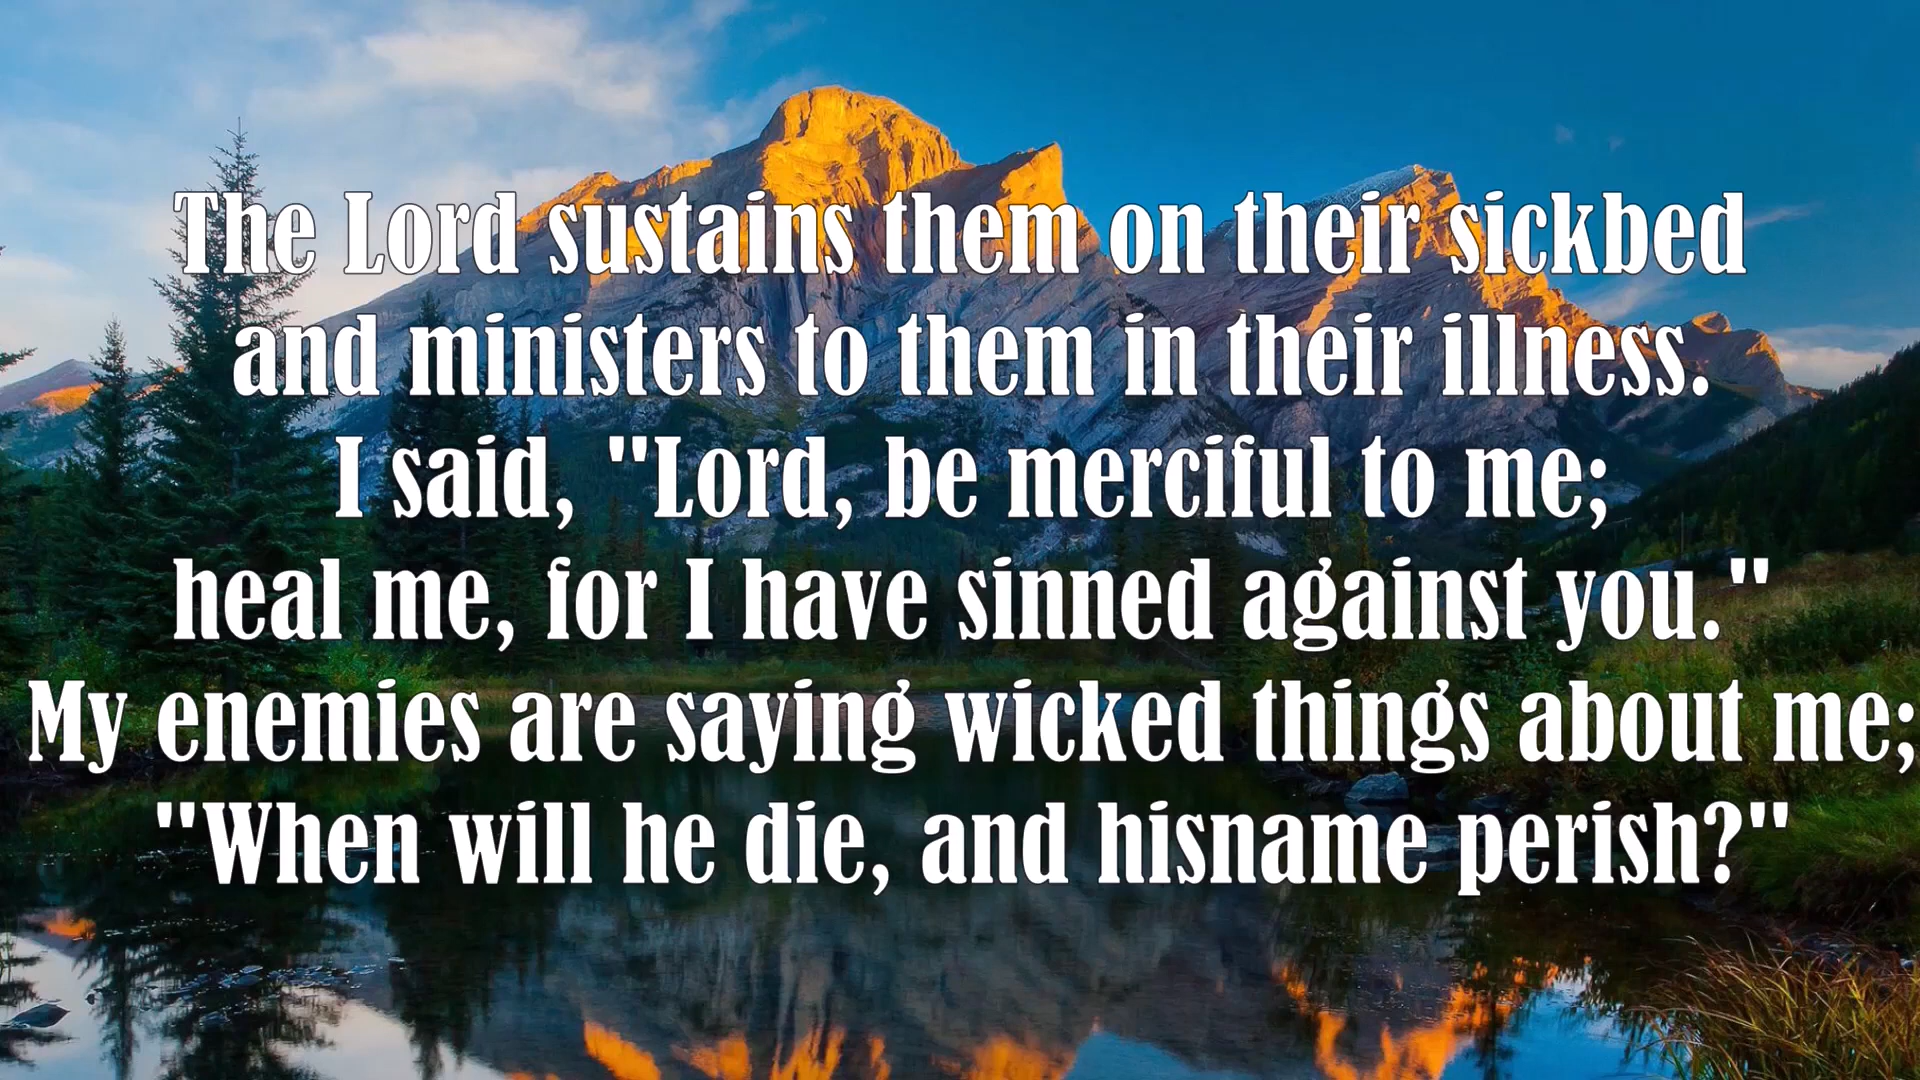 The Lord sustains them on their sickbed
and ministers to them in their illness.
I said, "Lord, be merciful to me;
heal me, for I have sinned against you."
My enemies are saying wicked things about me;
"When will he die, and hisname perish?"